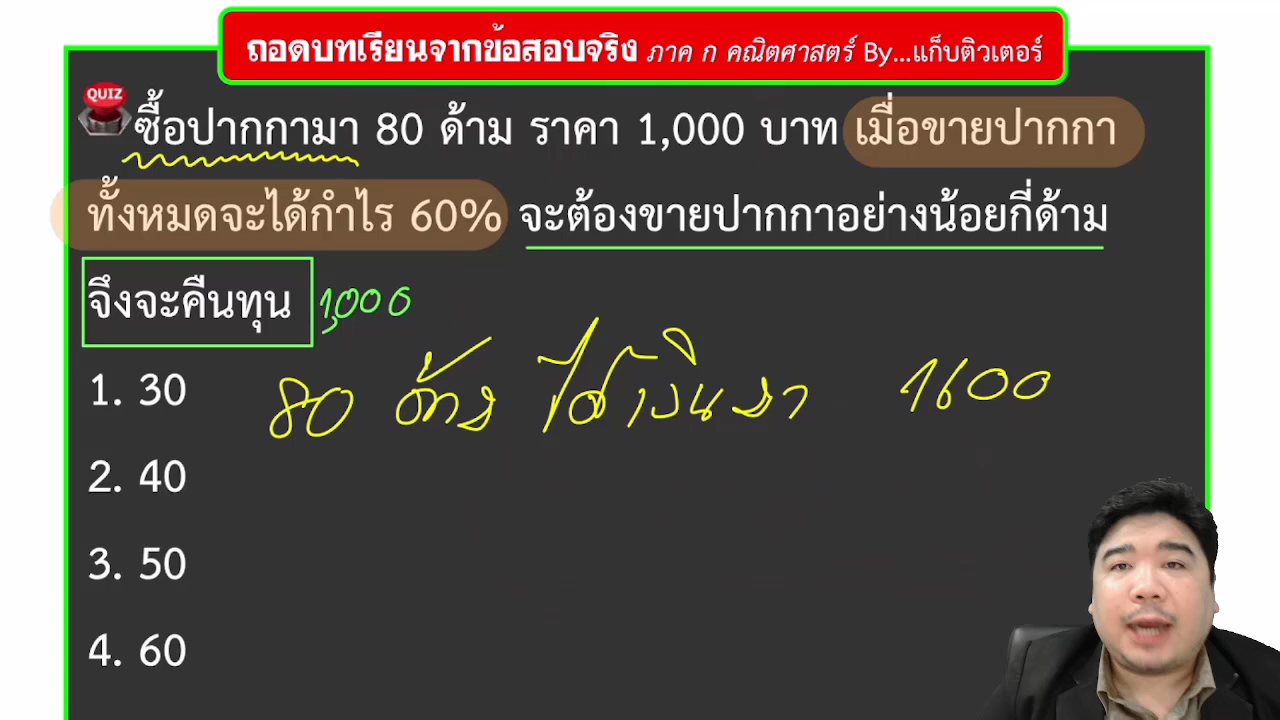 ถอดบทเรียนจากข้อสอบจริง ภาค ก คณิตศาสตร์ By...แก็บติวเตอร์
QUIZ
ซื้อปากกามา 80 ด้าม ราคา 1,000 บาท เมื่อขายปากกา
ทั้งหมดจะได้กำไร 60% จะต้องขายปากกาอย่างน้อยกี่ด้าม
จึงจะคืนทุน 1,000
1. 30
80 ด้าม ได้เงินมา 1600
2. 40
3. 50
4. 60